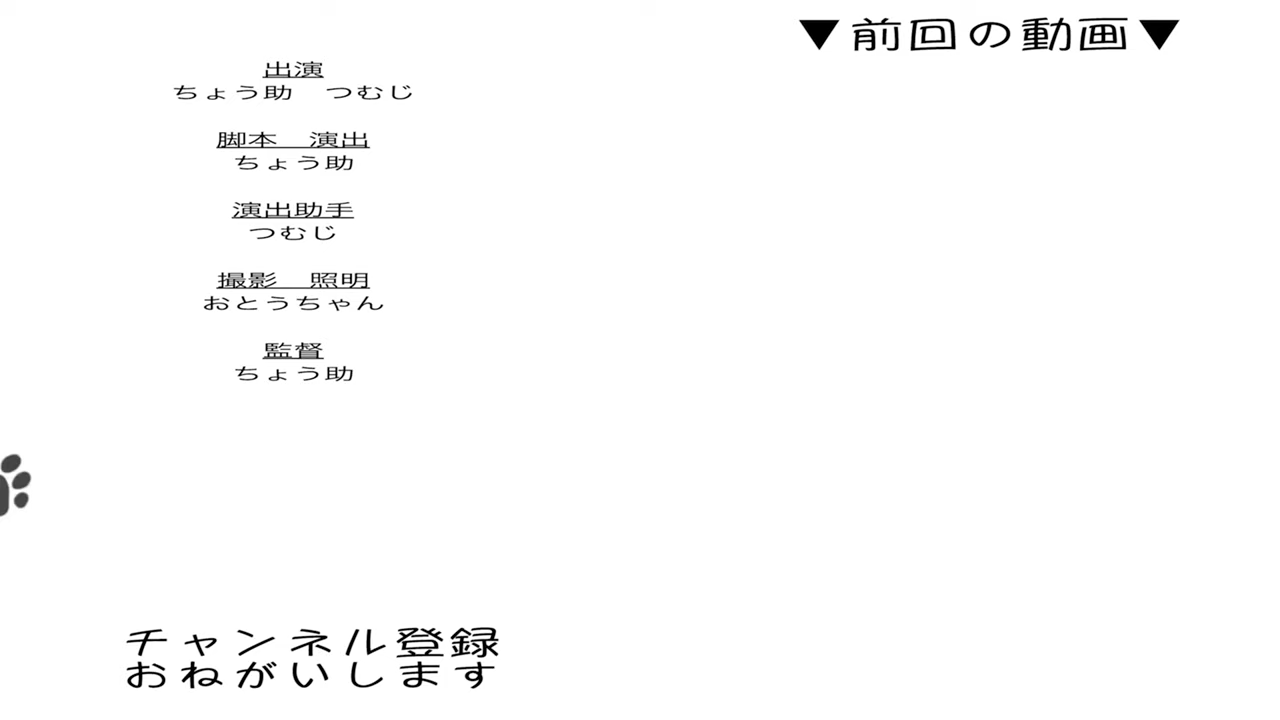 ▼前回の動画▼
出演
ちょう助　つむじ
脚本　演出
ちょう助
演出助手
つむじ
撮影　照明
おとうちゃん
監督
ちょう助
チャンネル登録
おねがいします